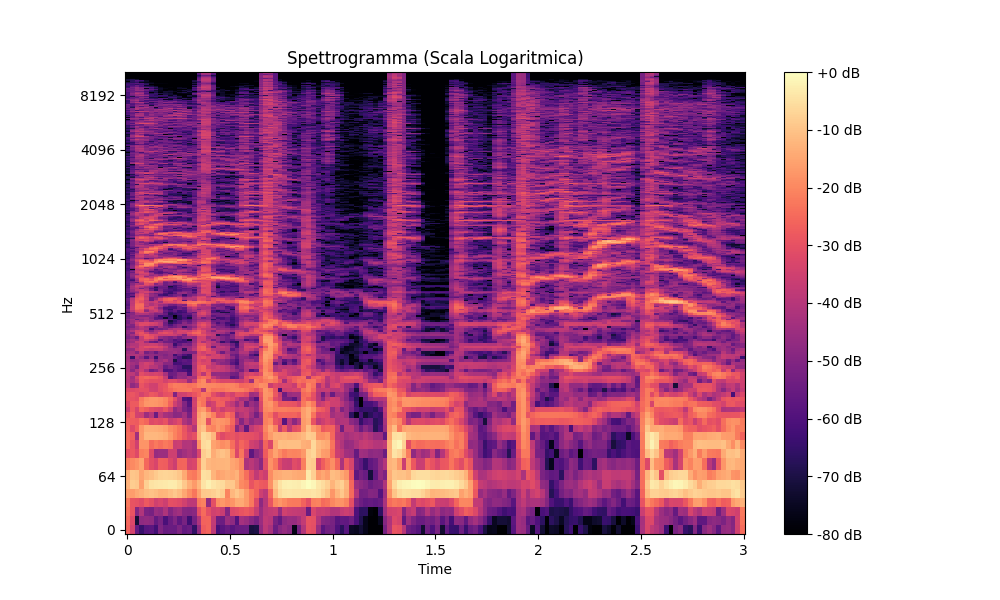 Spettrogramma (Scala Logaritmica)
8192
4096
2048
1024
512
256
128
64
0
Hz
0
0.5
1
1.5
2
2.5
3
Time
+0 dB
-10 dB
-20 dB
-30 dB
-40 dB
-50 dB
-60 dB
-70 dB
-80 dB